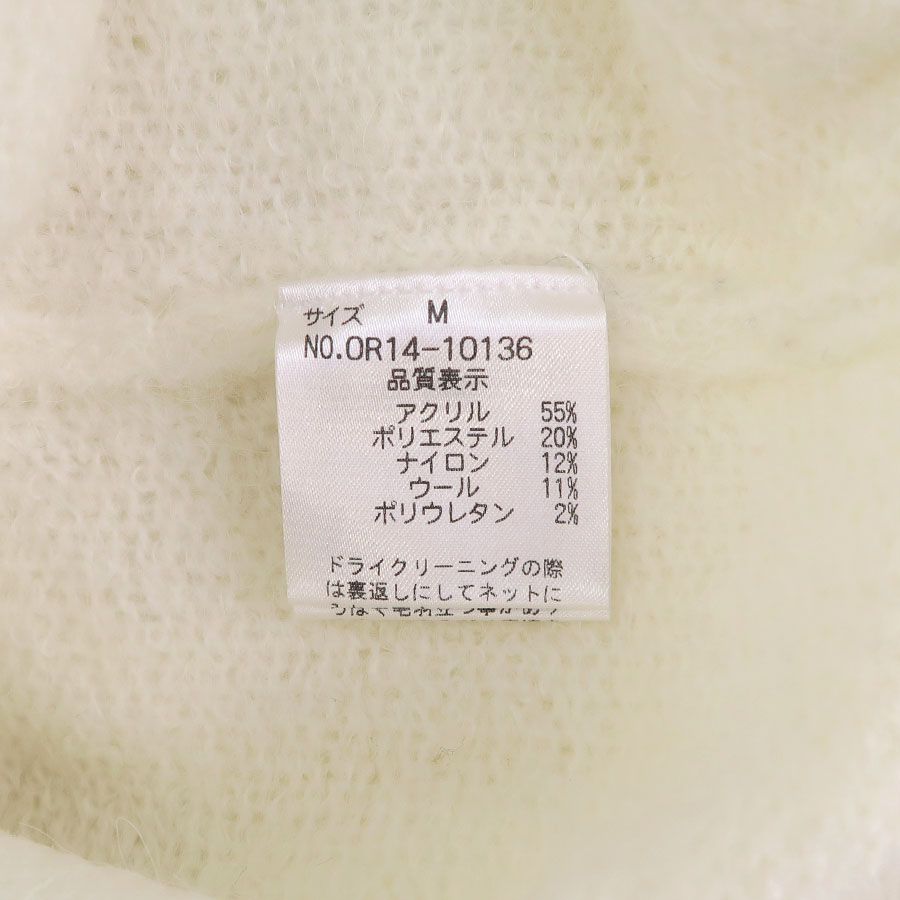 サイズ M
NO.OR14-10136
品質表示
アクリル 55%
ポリエステル 20%
ナイロン 12%
ウール 11%
ポリウレタン 2%
ドライクリーニングの際
は裏返しにしてネットに